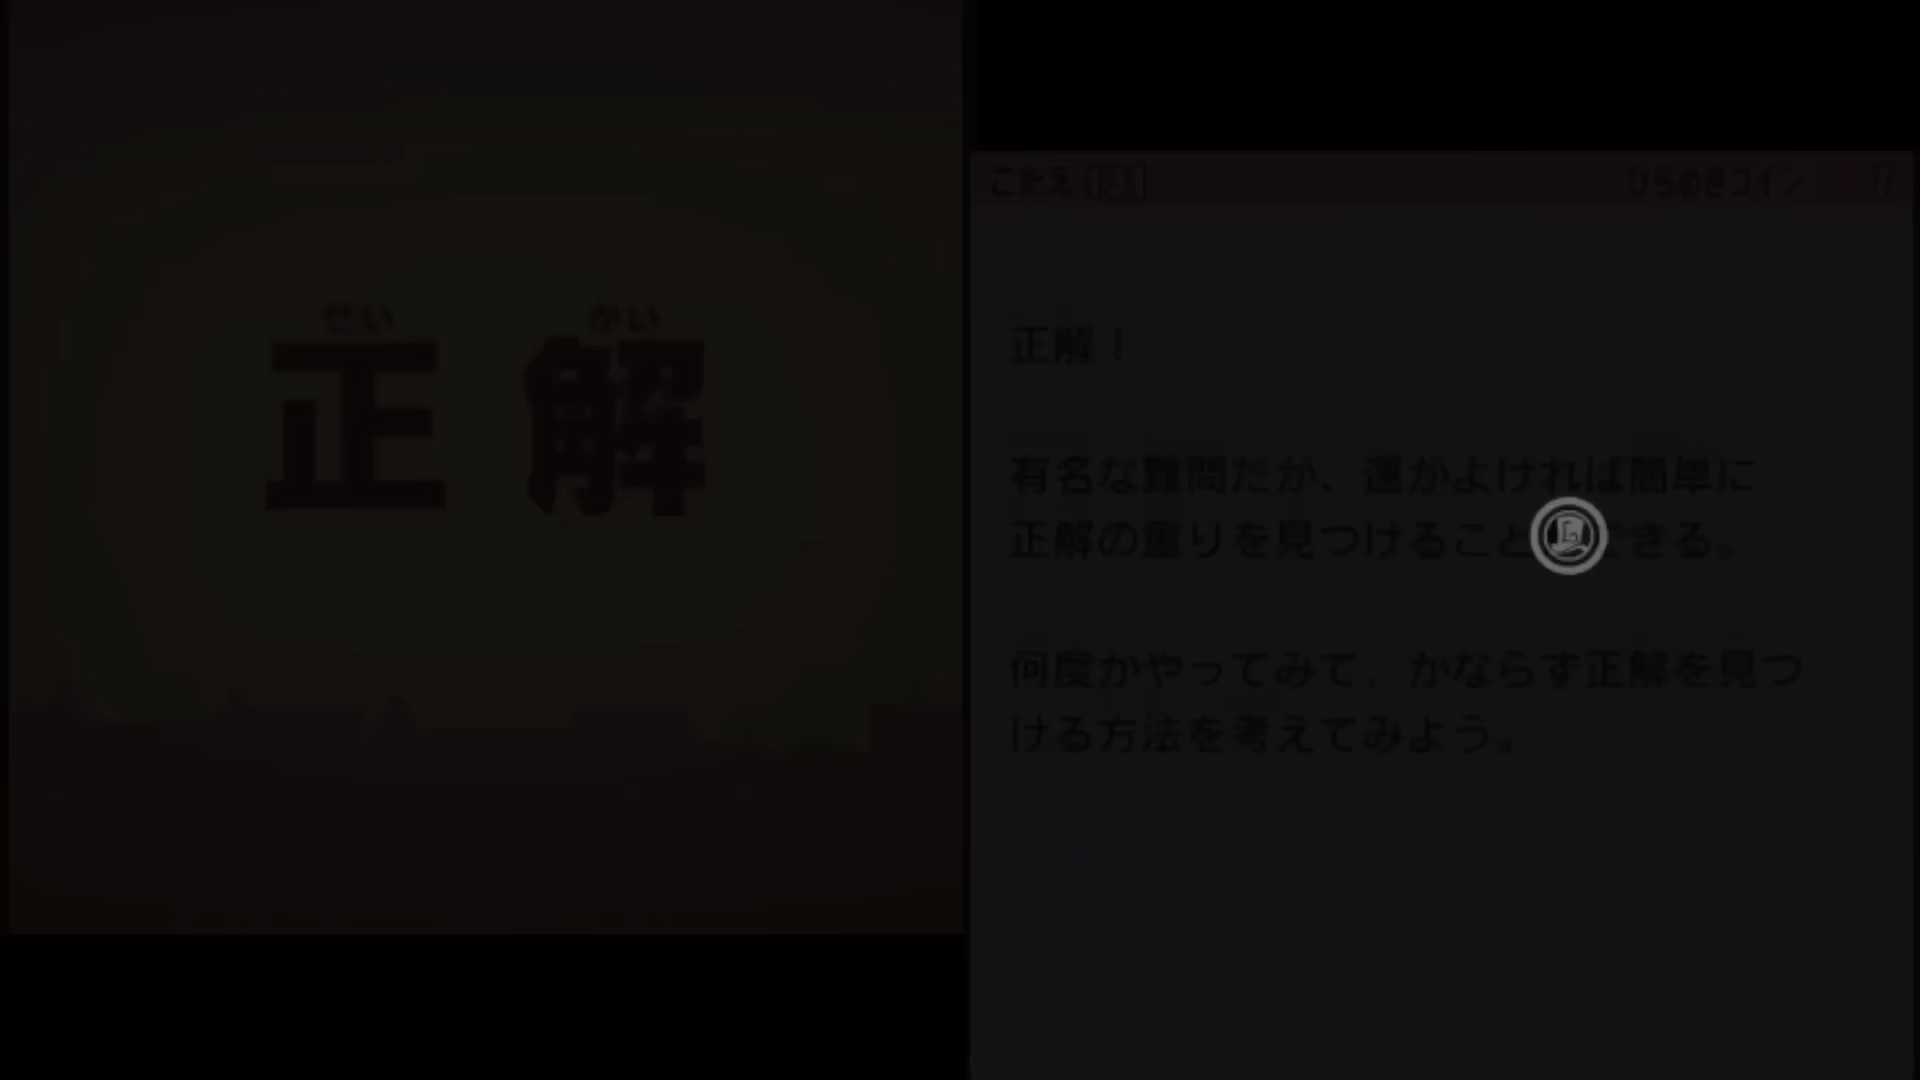 せい かい
正解
こたえ
ひらめきコイン
正解！
有名な難問だが、運がよければ簡単に
正解の重りを見つけること できる。
何度かやってみて、かならず正解を見つ
ける方法を考えてみよう。